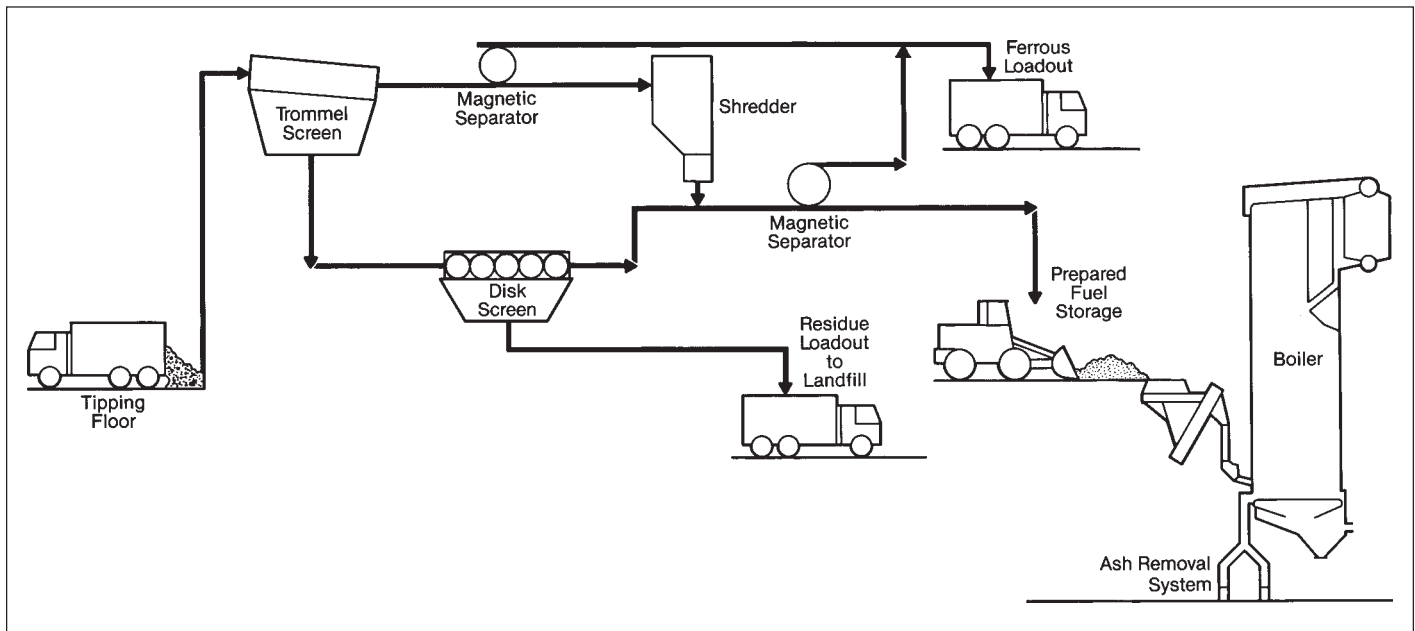 Trommel
Screen
Magnetic
Separator
Shredder
Ferrous
Loadout
Magnetic
Separator
Disk
Screen
Tipping
Floor
Residue
Loadout
to
Landfill
Prepared
Fuel
Storage
Boiler
Ash Removal
System